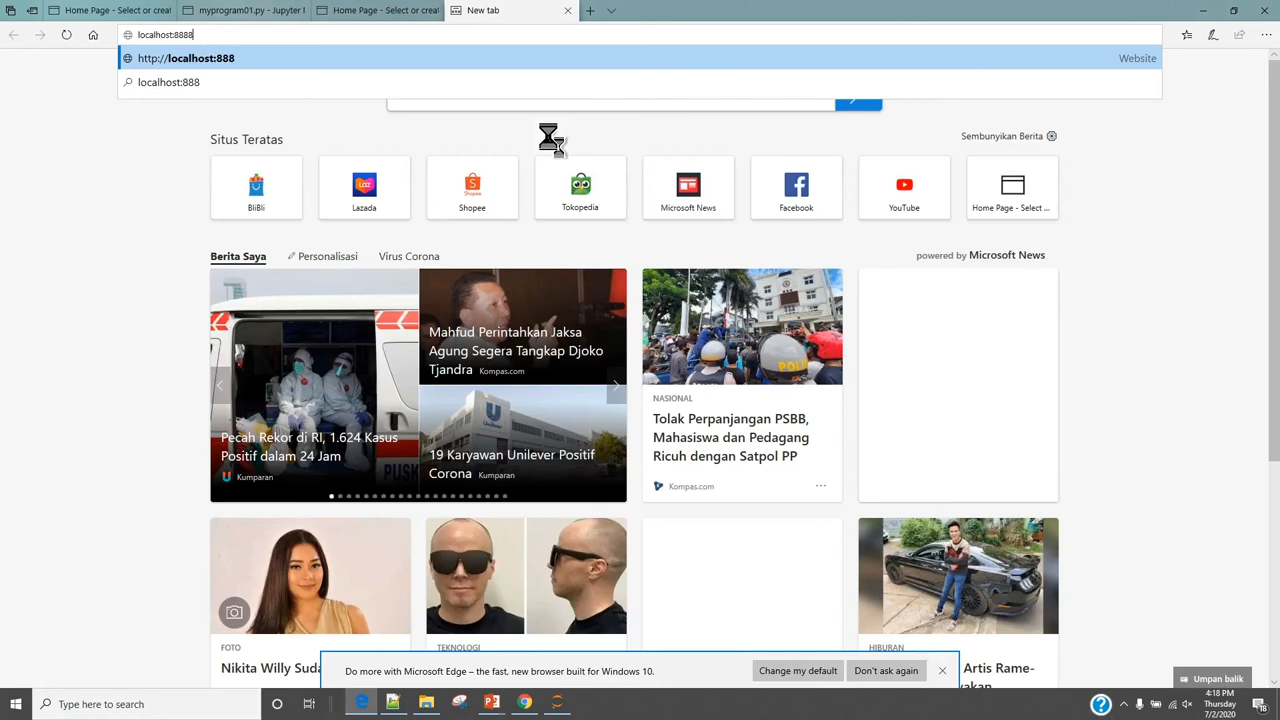 Home Page - Select or creat
myprogram01.py - Jupyter I
Home Page - Select or creat
New tab
localhost:8888
http://localhost:888
Website
localhost:888
Situs Teratas
Sembunyikan Berita
BliBli
Lazada
Shopee
Tokopedia
Microsoft News
Facebook
YouTube
Home Page - Select ...
Berita Saya
Personalisasi
Virus Corona
powered by Microsoft News
Mahfud Perintahkan Jaksa
Agung Segera Tangkap Djoko
Tjandra Kompas.com
Pecah Rekor di RI, 1.624 Kasus
Positif dalam 24 Jam
Kumparan
19 Karyawan Unilever Positif
Corona Kumparan
NASIONAL
Tolak Perpanjangan PSBB,
Mahasiswa dan Pedagang
Ricuh dengan Satpol PP
Kompas.com
FOTO
Nikita Willy Suda
TEKNOLOGI
HIBURAN
Artis Rame-
Do more with Microsoft Edge – the fast, new browser built for Windows 10.
Change my default
Don't ask again
Umpan balik
Type here to search
4:18 PM
Thursday
7/2/2020
18